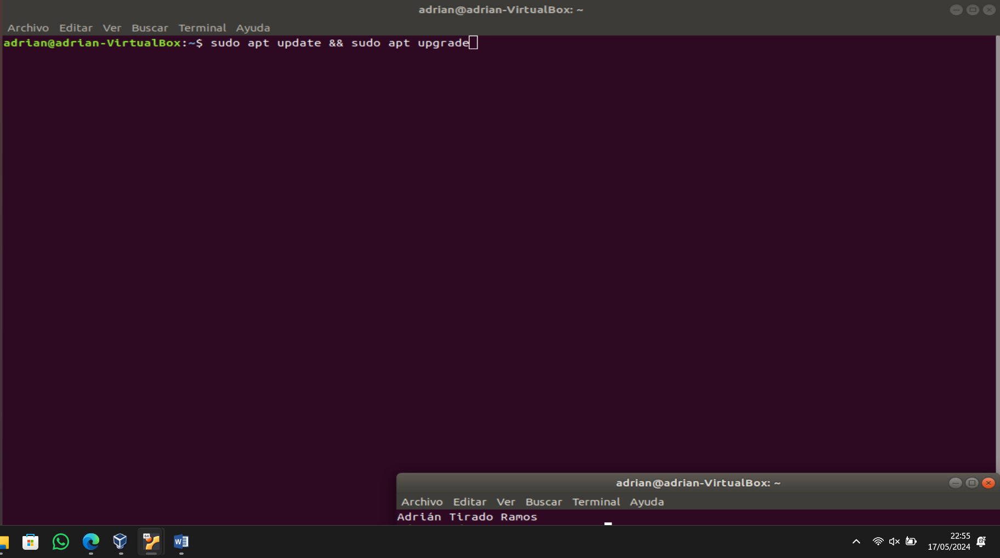 adrian@adrian-VirtualBox: ~
Archivo Editar Ver Buscar Terminal Ayuda
adrian@adrian-VirtualBox:~$ sudo apt update && sudo apt upgrade
adrian@adrian-VirtualBox: ~
Archivo Editar Ver Buscar Terminal Ayuda
Adrián Tirado Ramos
64
W
22:55
17/05/2024